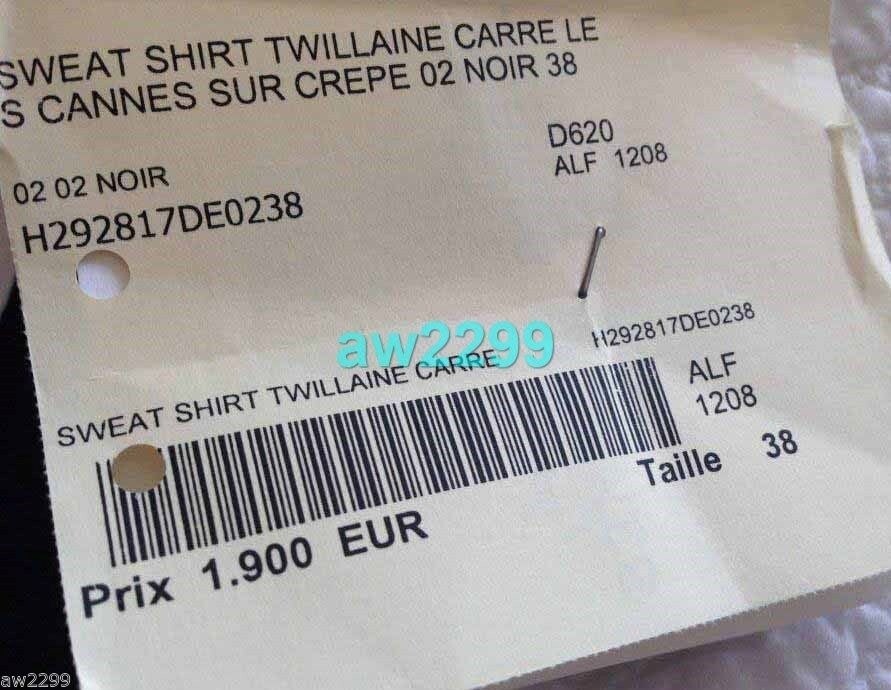 SWEAT SHIRT TWILLAINE CARRE LE
S CANNES SUR CREPE 02 NOIR 38
D620
02 02 NOIR
ALF 1208
H292817DE0238
aw2299
H292817DE0238
SWEAT SHIRT TWILLAINE CARRE
ALF
1208
Taille 38
Prix 1.900 EUR
aw2299